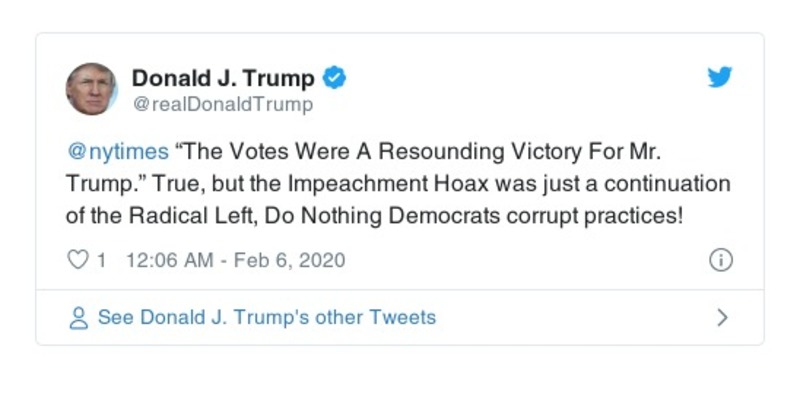 Donald J. Trump
@realDonaldTrump
@nytimes “The Votes Were A Resounding Victory For Mr.
Trump.” True, but the Impeachment Hoax was just a continuation
of the Radical Left, Do Nothing Democrats corrupt practices!
1 12:06 AM - Feb 6, 2020
See Donald J. Trump's other Tweets